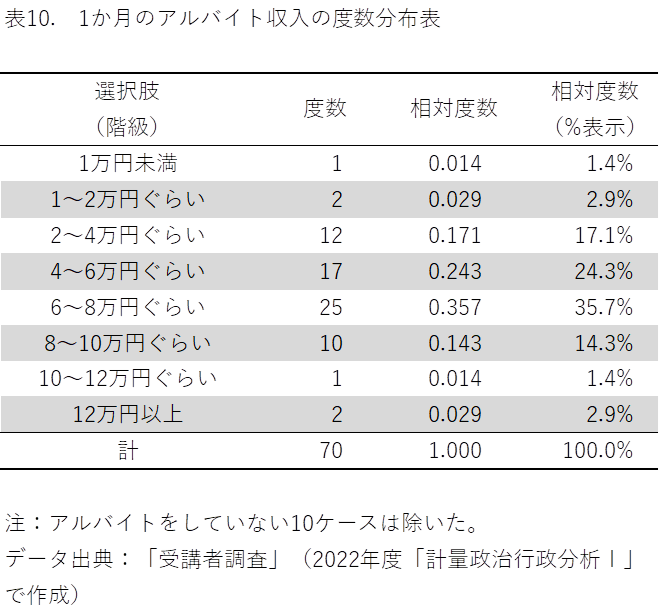 表10.　1か月のアルバイト収入の度数分布表
選択肢
（階級）
度数
相対度数
相対度数
（%表示）
1万円未満 1 0.014 1.4%
1～2万円ぐらい 2 0.029 2.9%
2～4万円ぐらい 12 0.171 17.1%
4～6万円ぐらい 17 0.243 24.3%
6～8万円ぐらい 25 0.357 35.7%
8～10万円ぐらい 10 0.143 14.3%
10～12万円ぐらい 1 0.014 1.4%
12万円以上 2 0.029 2.9%
計 70 1.000 100.0%
注：アルバイトをしていない10ケースは除いた。
データ出典：「受講者調査」（2022年度「計量政治行政分析Ⅰ」
で作成）